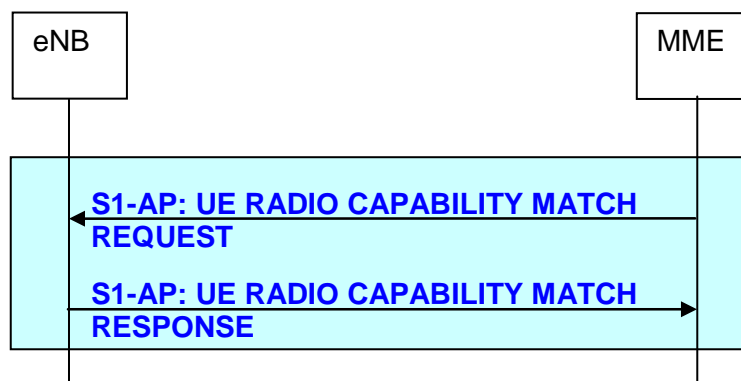 eNB
MME
S1-AP: UE RADIO CAPABILITY MATCH
REQUEST
S1-AP: UE RADIO CAPABILITY MATCH
RESPONSE